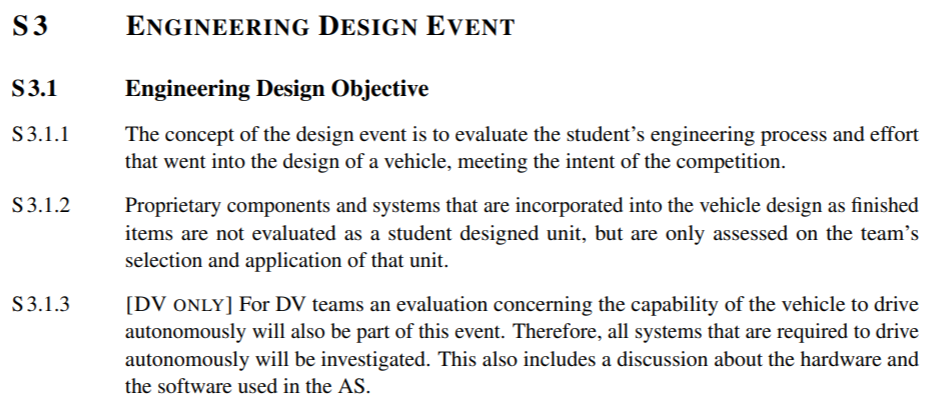 S 3 ENGINEERING DESIGN EVENT
S 3.1 Engineering Design Objective
S 3.1.1 The concept of the design event is to evaluate the student's engineering process and effort
that went into the design of a vehicle, meeting the intent of the competition.
S 3.1.2 Proprietary components and systems that are incorporated into the vehicle design as finished
items are not evaluated as a student designed unit, but are only assessed on the team's
selection and application of that unit.
S 3.1.3 [DV ONLY] For DV teams an evaluation concerning the capability of the vehicle to drive
autonomously will also be part of this event. Therefore, all systems that are required to drive
autonomously will be investigated. This also includes a discussion about the hardware and
the software used in the AS.